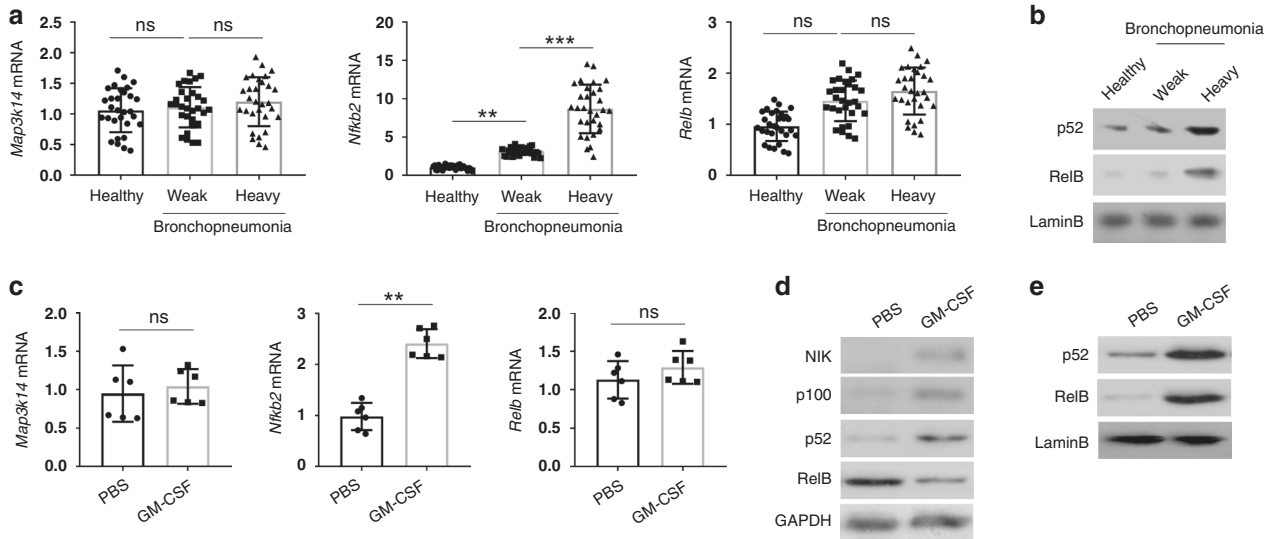 a
Map3k14 mRNA
2.5
2.0
1.5
1.0
0.5
0.0
ns
ns
Healthy
Weak
Heavy
Bronchopneumonia
Nfkb2 mRNA
20
15
10
5
0
**
***
Healthy
Weak
Heavy
Bronchopneumonia
Relb mRNA
3
2
1
0
ns
ns
Healthy
Weak
Heavy
Bronchopneumonia
b
Bronchopneumonia
Healthy
Weak
Heavy
p52
RelB
LaminB
c
Map3k14 mRNA
2.0
1.5
1.0
0.5
0.0
ns
PBS
GM-CSF
Nfkb2 mRNA
3
2
1
0
**
PBS
GM-CSF
Relb mRNA
2.0
1.5
1.0
0.5
0.0
ns
PBS
GM-CSF
d
PBS
GM-CSF
NIK
p100
p52
RelB
GAPDH
e
PBS
GM-CSF
p52
RelB
LaminB